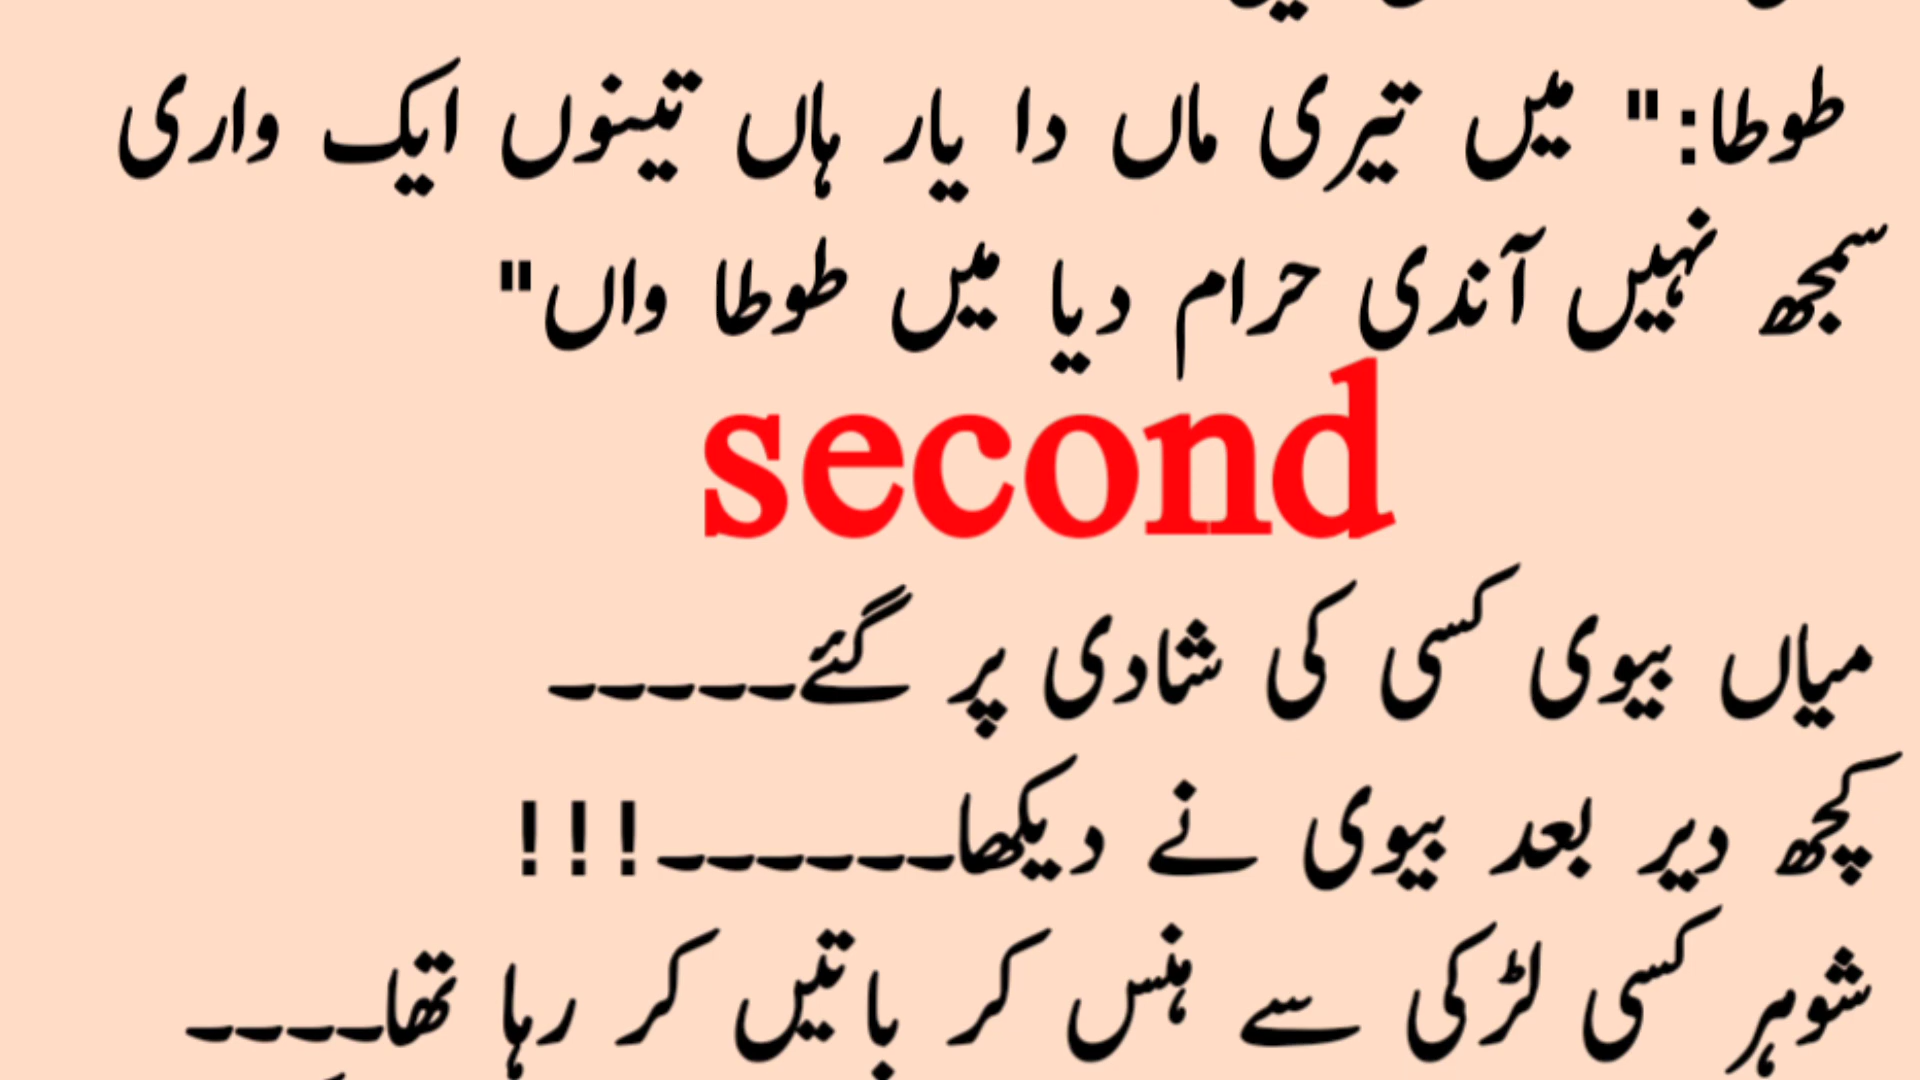 طوطا:" میں تیری ماں دا یار ہاں تینوں ایک واری
سمجھ نہیں آندی حرام دیا میں طوطا واں"
second
میاں بیوی کسی کی شادی پر گئے۔۔۔۔۔
کچھ دیر بعد بیوی نے دیکھا۔۔۔۔۔۔!!!
شوہر کسی لڑکی سے ہنس کر باتیں کر رہا تھا۔۔۔۔